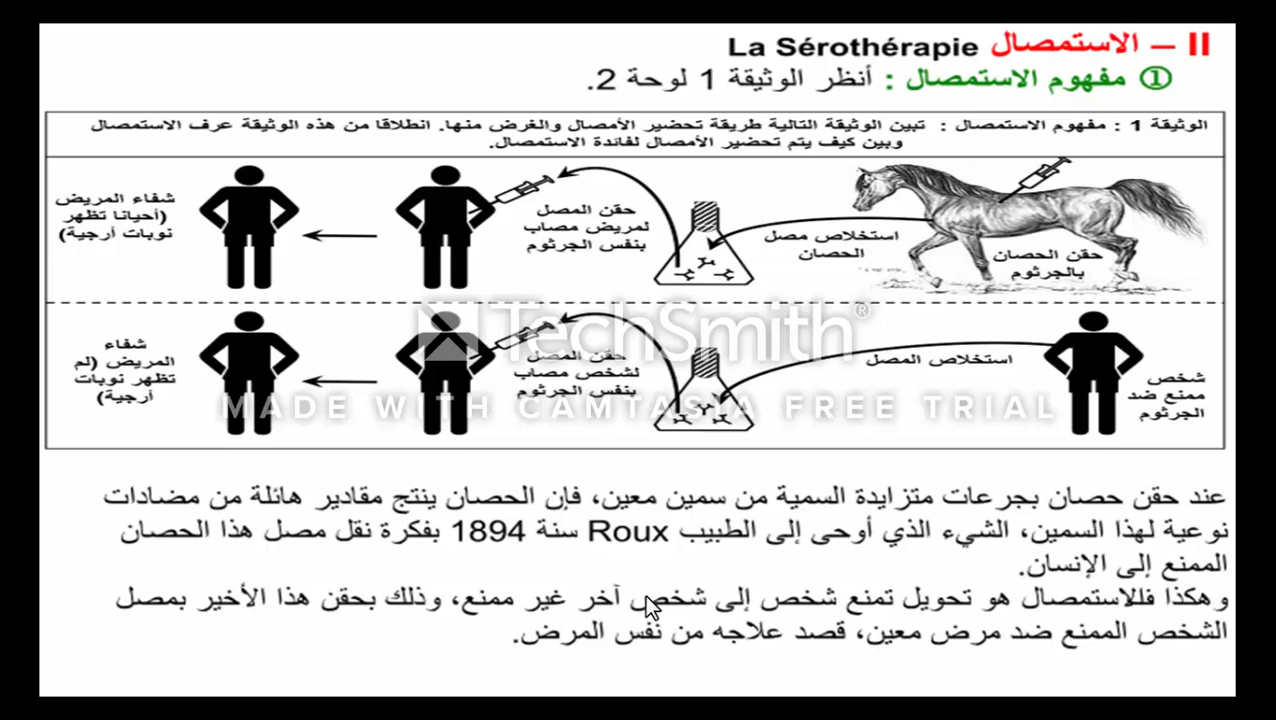 II – الاستمصال La Sérothérapie
① مفهوم الاستمصال : أنظر الوثيقة 1 لوحة 2.
الوثيقة 1 : مفهوم الاستمصال : تبين الوثيقة التالية طريقة تحضير الأمصال والغرض منها. انطلاقا من هذه الوثيقة عرف الاستمصال
وبين كيف يتم تحضير الأمصال لفائدة الاستمصال.
حقن الحصان
بالجرثوم
استخلاص مصل
الحصان
حقن المصل
لمريض مصاب
بنفس الجرثوم
شفاء المريض
(أحيانا تظهر
نوبات أرجية)
شخص
ممنع ضد
الجرثوم
استخلاص المصل
حقن المصل
لشخص مصاب
بنفس الجرثوم
شفاء
المريض (لم
تظهر نوبات
أرجية)
TechSmith®
MADE WITH CAMTASIA FREE TRIAL
عند حقن حصان بجرعات متزايدة السمية من سمين معين، فإن الحصان ينتج مقادير هائلة من مضادات
نوعية لهذا السمين، الشيء الذي أوحى إلى الطبيب Roux سنة 1894 بفكرة نقل مصل هذا الحصان
الممنع إلى الإنسان.
وهكذا فللاستمصال هو تحويل تمنع شخص إلى شخص آخر غير ممنع، وذلك بحقن هذا الأخير بمصل
الشخص الممنع ضد مرض معين، قصد علاجه من نفس المرض.